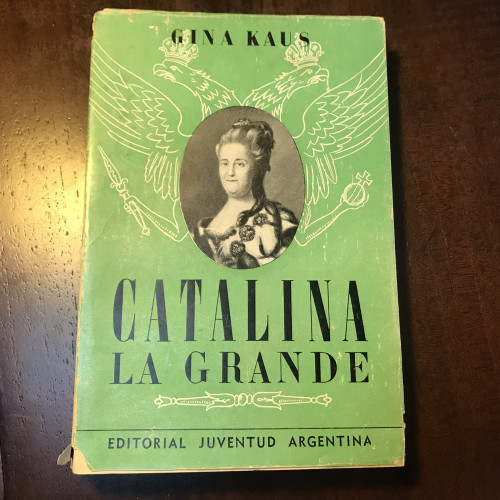 GINA KAUS
CATALINA
LA GRANDE
EDITORIAL JUVENTUD ARGENTINA